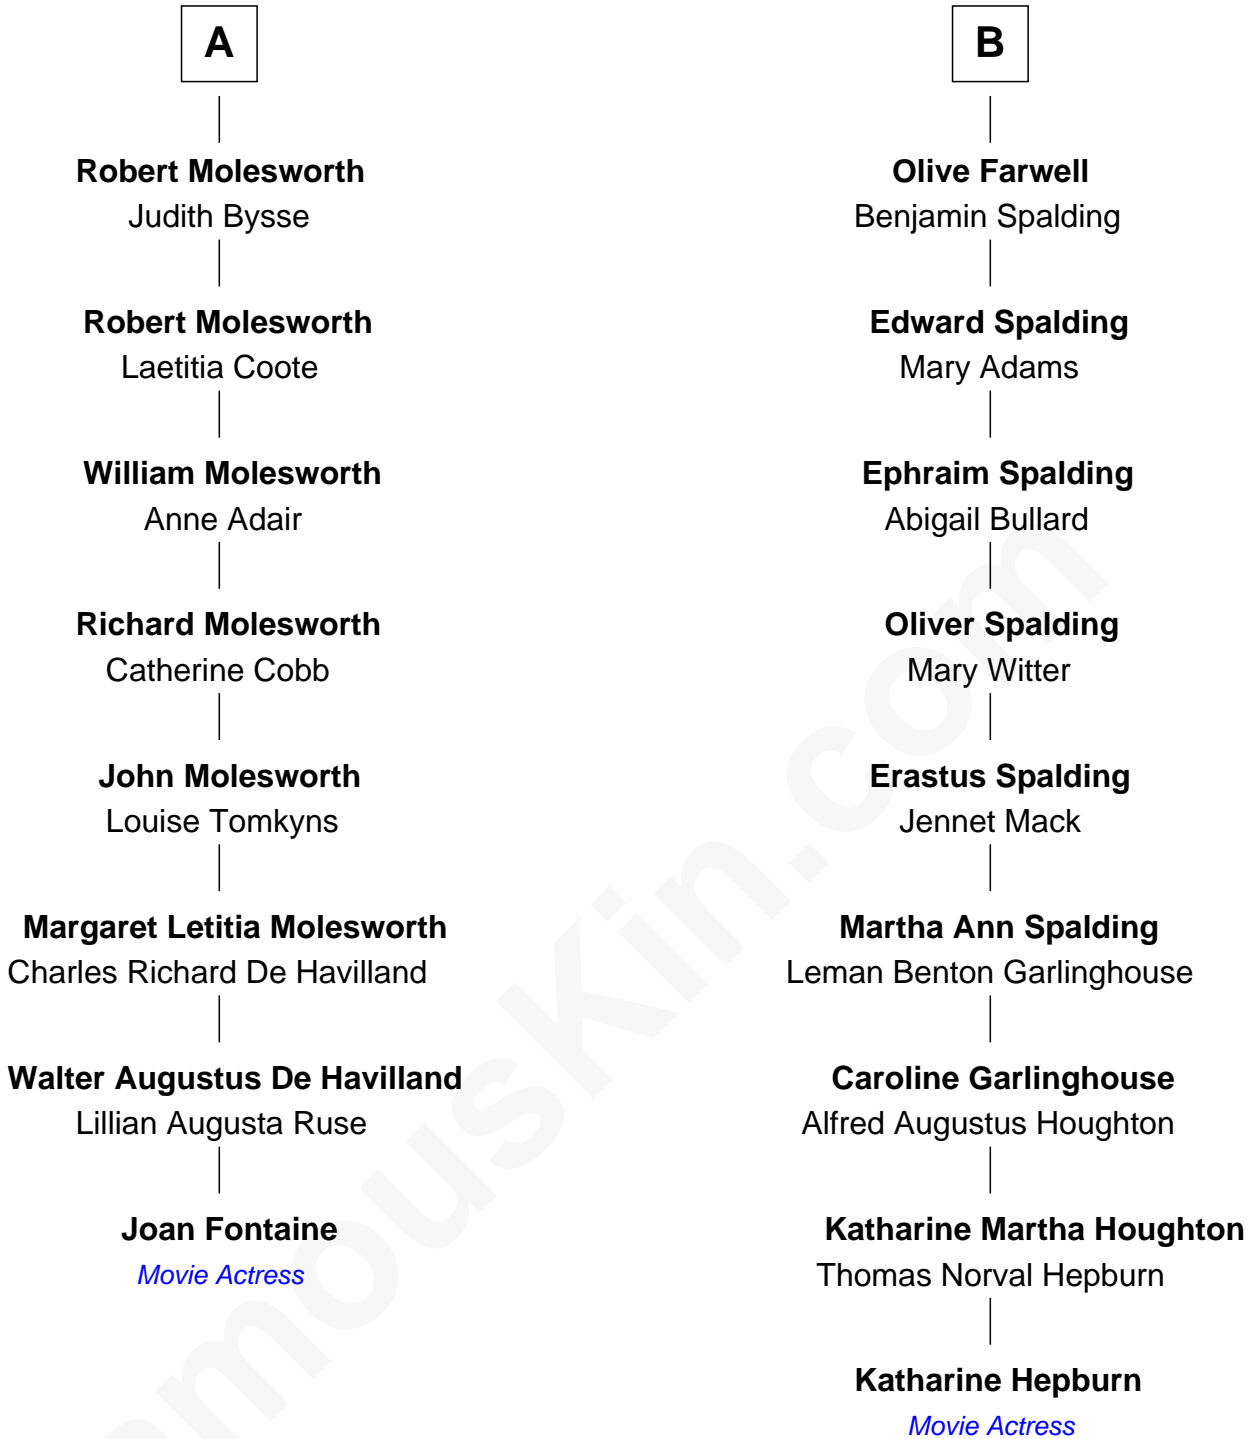 A
Robert Molesworth
Judith Bysse
Robert Molesworth
Laetitia Coote
William Molesworth
Anne Adair
Richard Molesworth
Catherine Cobb
John Molesworth
Louise Tomkyns
Margaret Letitia Molesworth
Charles Richard De Havilland
Walter Augustus De Havilland
Lillian Augusta Ruse
Joan Fontaine
Movie Actress
B
Olive Farwell
Benjamin Spalding
Edward Spalding
Mary Adams
Ephraim Spalding
Abigail Bullard
Oliver Spalding
Mary Witter
Erastus Spalding
Jennet Mack
Martha Ann Spalding
Leman Benton Garlinghouse
Caroline Garlinghouse
Alfred Augustus Houghton
Katharine Martha Houghton
Thomas Norval Hepburn
Katharine Hepburn
Movie Actress
amousKin.com